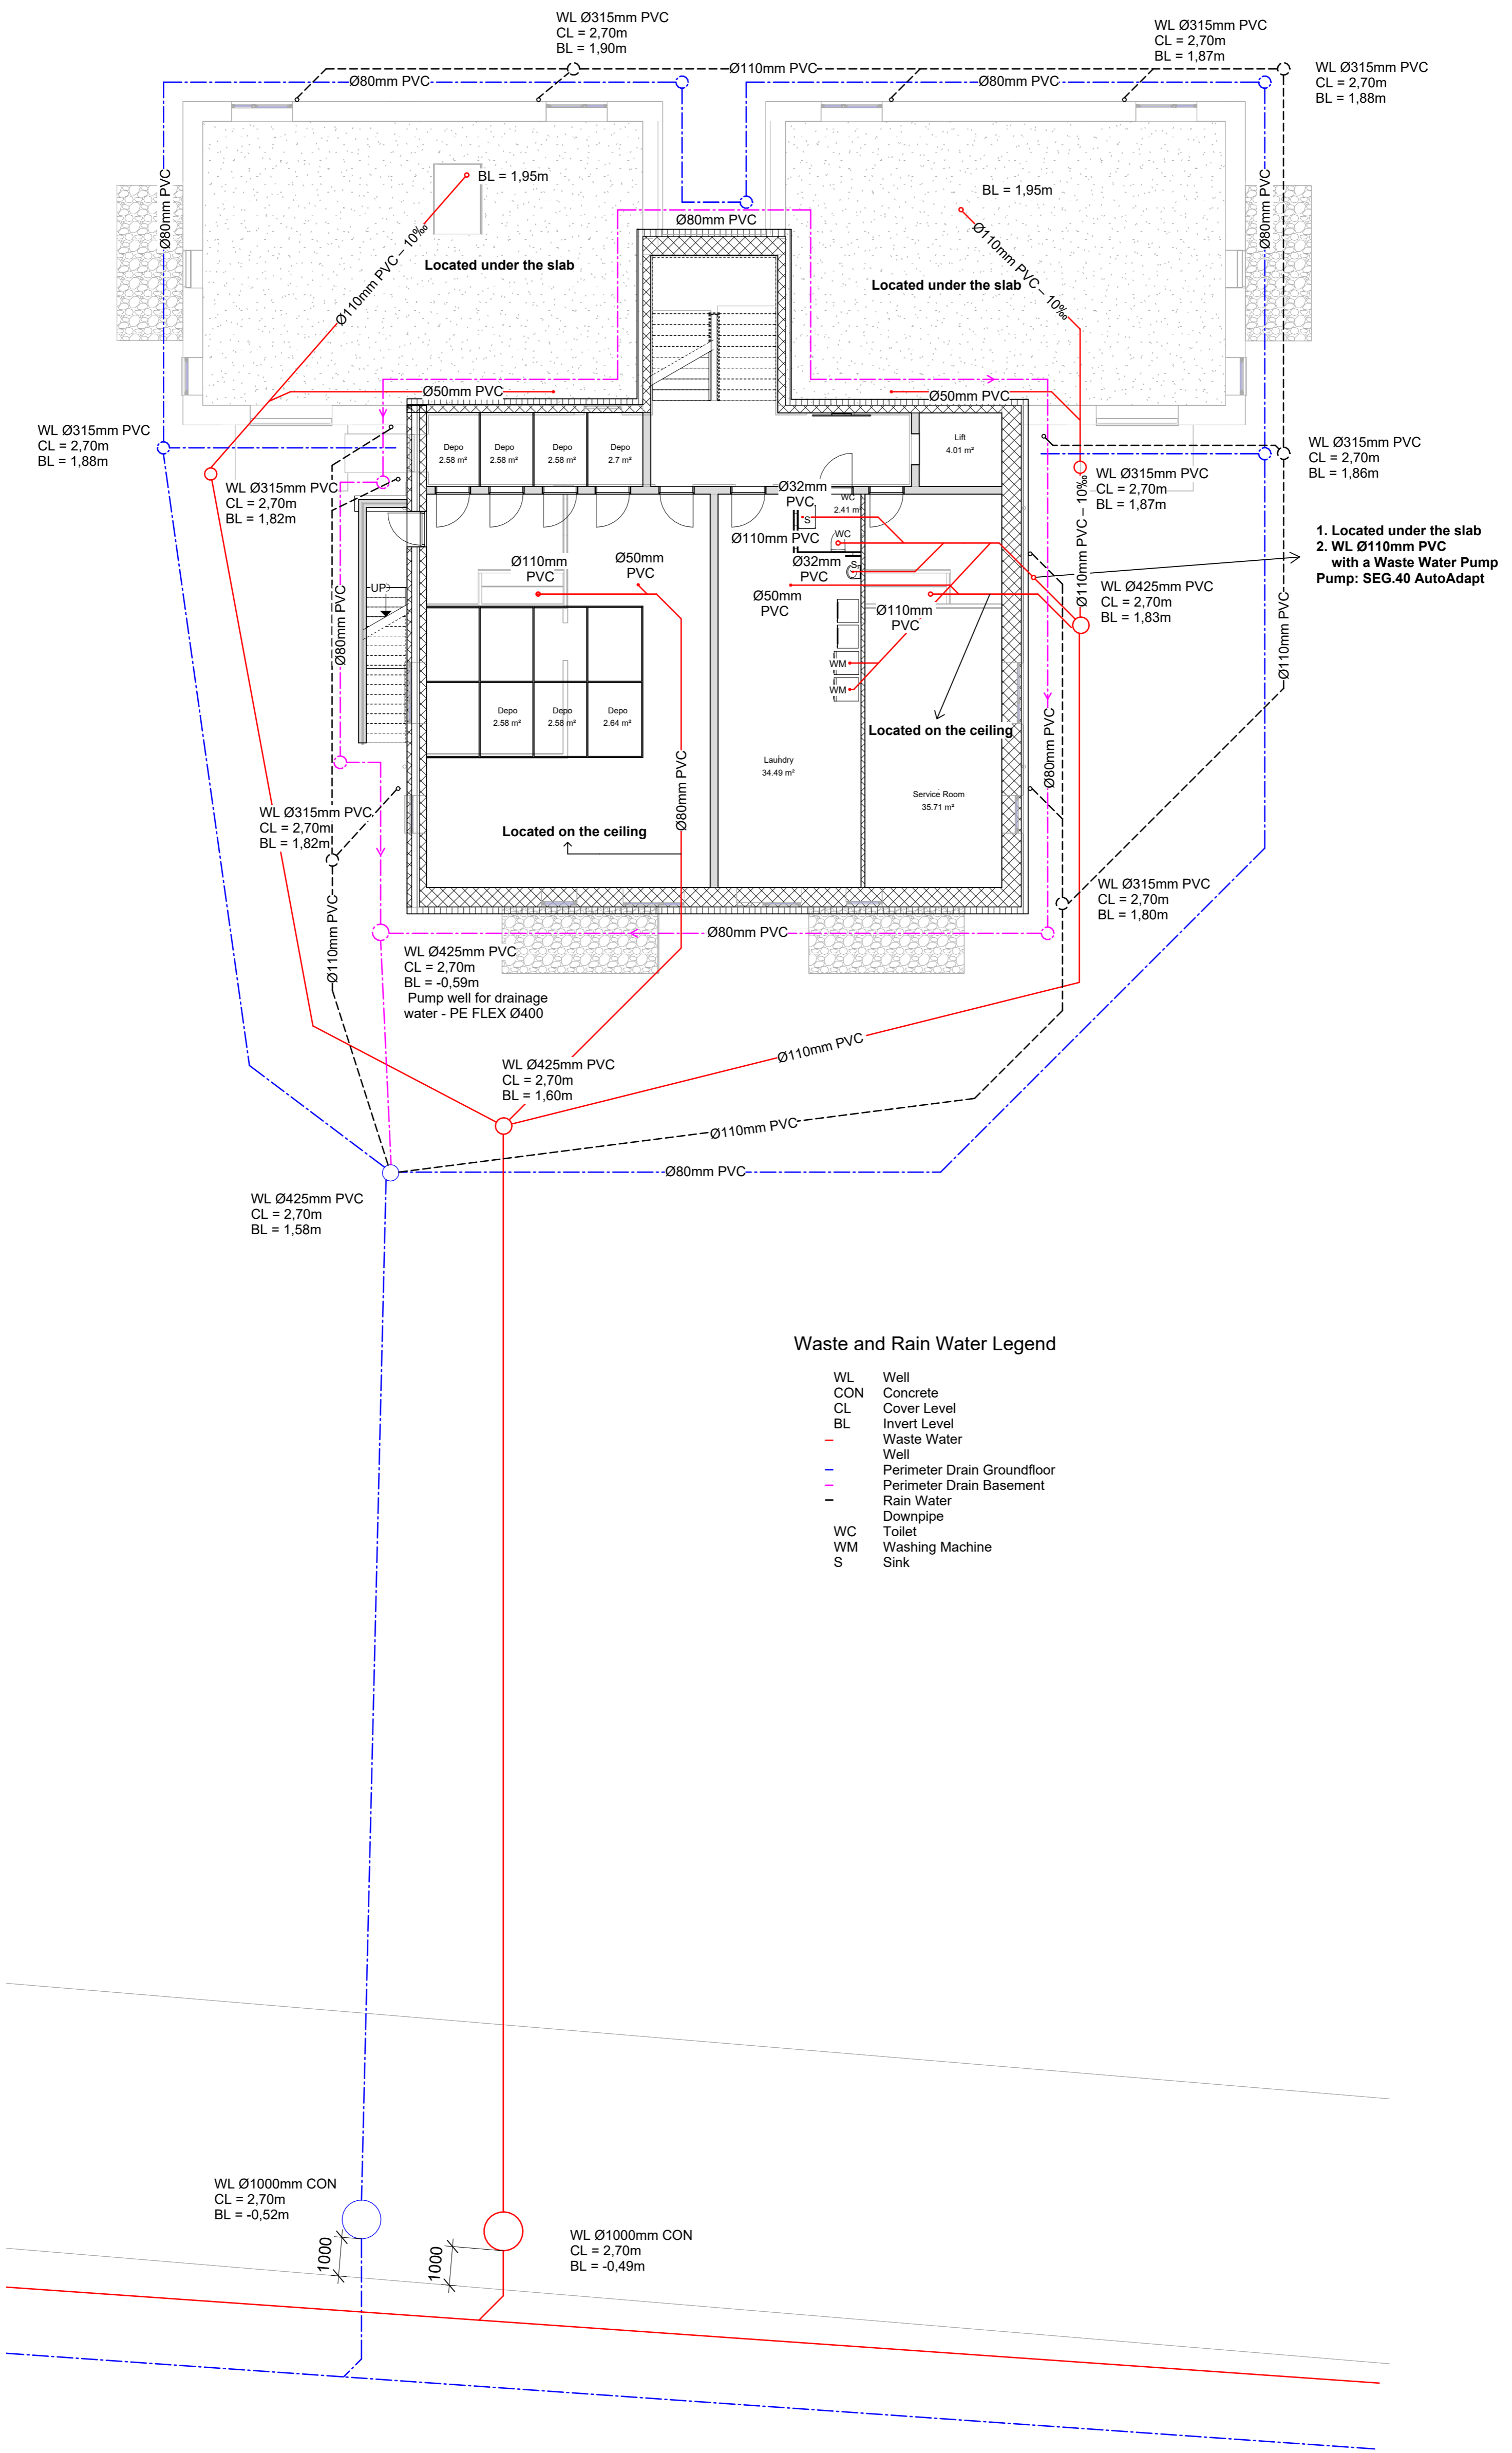 WL Ø315mm PVC
CL = 2,70m
BL = 1,90m
WL Ø315mm PVC
CL = 2,70m
BL = 1,87m
WL Ø315mm PVC
CL = 2,70m
BL = 1,88m
Ø80mm PVC
Ø110mm PVC
Ø80mm PVC
Ø80mm PVC
BL = 1,95m
BL = 1,95m
Ø80mm PVC
Ø80mm PVC
Ø110mm PVC - 10‰
Located under the slab
Ø110mm PVC - 10‰
Located under the slab
Ø50mm PVC
Ø50mm PVC
WL Ø315mm PVC
CL = 2,70m
BL = 1,88m
Depo
2.58 m²
Depo
2.58 m²
Depo
2.58 m²
Depo
2.7 m²
Lift
4.01 m²
WL Ø315mm PVC
CL = 2,70m
BL = 1,86m
WL Ø315mm PVC
CL = 2,70m
BL = 1,82m
Ø32mm
PVC
WC
2.41 m²
S
WL Ø315mm PVC
CL = 2,70m
BL = 1,87m
Ø110mm PVC - 10‰
Ø110mm PVC
WC
1. Located under the slab
2. WL Ø110mm PVC
with a Waste Water Pump
Pump: SEG.40 AutoAdapt
Ø110mm
PVC
Ø50mm
PVC
Ø32mm
PVC
S
UP
Ø80mm PVC
Ø50mm
PVC
Ø110mm
PVC
WL Ø425mm PVC
CL = 2,70m
BL = 1,83m
Ø110mm PVC
WM
WM
Depo
2.58 m²
Depo
2.58 m²
Depo
2.64 m²
Located on the ceiling
Ø80mm PVC
Ø80mm PVC
Laundry
34.49 m²
Service Room
35.71 m²
WL Ø315mm PVC
CL = 2,70m
BL = 1,82m
Located on the ceiling
WL Ø315mm PVC
CL = 2,70m
BL = 1,80m
Ø110mm PVC
Ø80mm PVC
WL Ø425mm PVC
CL = 2,70m
BL = -0,59m
Pump well for drainage
water - PE FLEX Ø400
Ø110mm PVC
WL Ø425mm PVC
CL = 2,70m
BL = 1,60m
Ø110mm PVC
Ø80mm PVC
WL Ø425mm PVC
CL = 2,70m
BL = 1,58m
Waste and Rain Water Legend
WL Well
CON Concrete
CL Cover Level
BL Invert Level
Waste Water
Well
Perimeter Drain Groundfloor
Perimeter Drain Basement
Rain Water
Downpipe
WC Toilet
WM Washing Machine
S Sink
WL Ø1000mm CON
CL = 2,70m
BL = -0,52m
1000
1000
WL Ø1000mm CON
CL = 2,70m
BL = -0,49m